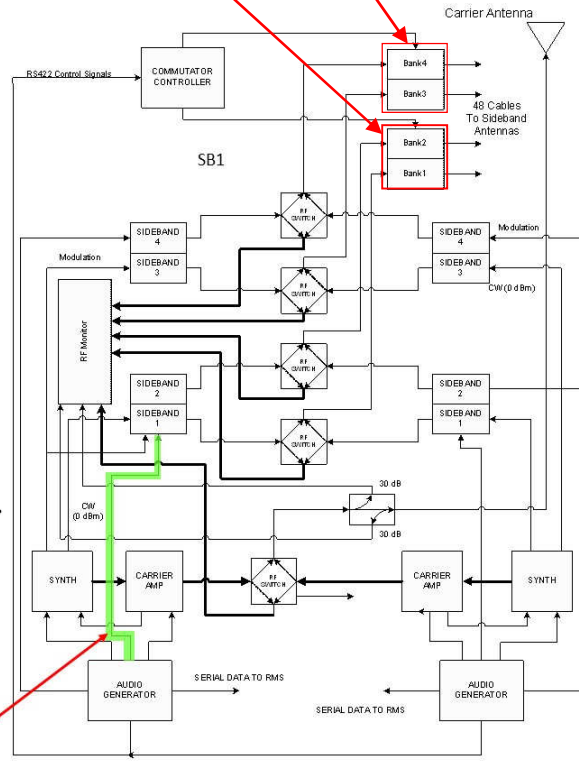 Carrier Antenna
RS422 Control Signals
COMMUTATOR
CONTROLLER
Bank4
Bank3
48 Cables
To Sideband
Antennas
Bank2
Bank1
SB1
SIDEBAND
4
SIDEBAND
3
Modulation
RF
SWITCH
RF
SWITCH
SIDEBAND
4
SIDEBAND
3
Modulation
CW (0 dBm)
RF Monitor
RF
SWITCH
RF
SWITCH
SIDEBAND
2
SIDEBAND
1
SIDEBAND
2
SIDEBAND
1
30 dB
30 dB
CW
(0 dBm)
SYNTH
CARRIER
AMP
RF
SWITCH
CARRIER
AMP
SYNTH
AUDIO
GENERATOR
SERIAL DATA TO RMS
SERIAL DATA TO RMS
AUDIO
GENERATOR